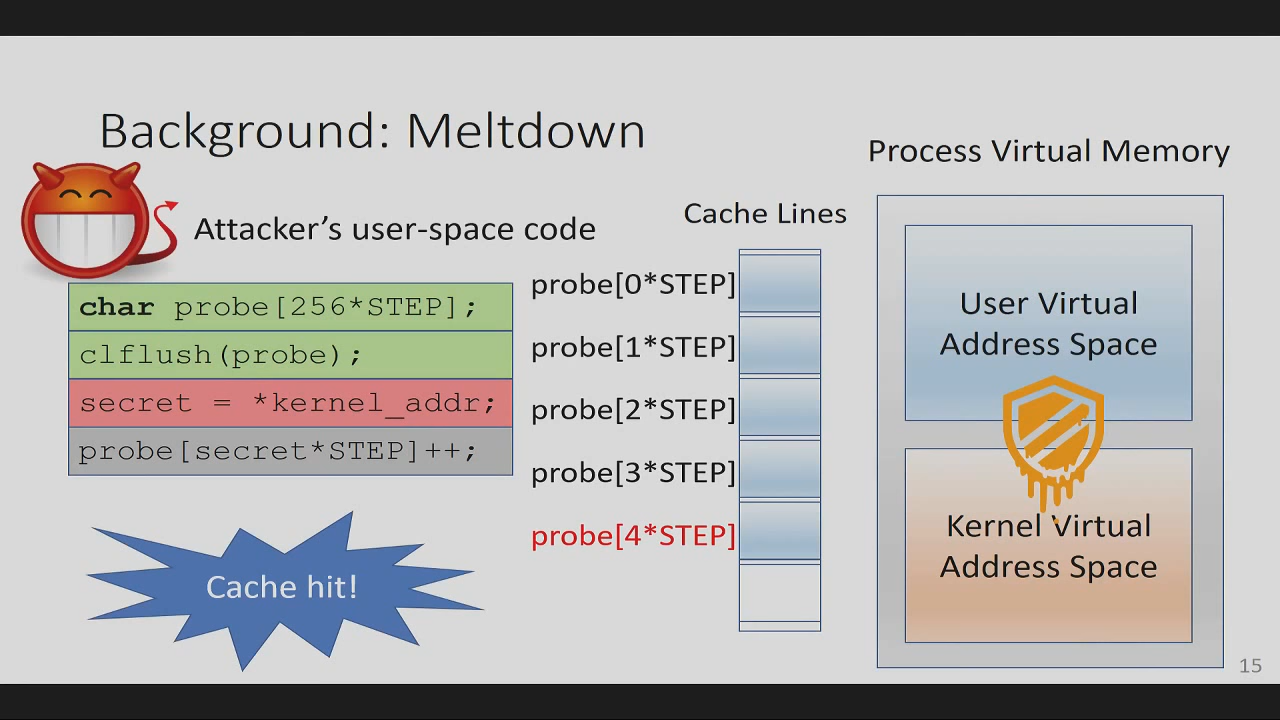 Background: Meltdown
Process Virtual Memory
Attacker's user-space code
Cache Lines
char probe[256*STEP];
clflush(probe);
secret = *kernel_addr;
probe[secret*STEP]++;
probe[0*STEP]
probe[1*STEP]
probe[2*STEP]
probe[3*STEP]
probe[4*STEP]
User Virtual
Address Space
Kernel Virtual
Address Space
Cache hit!
15